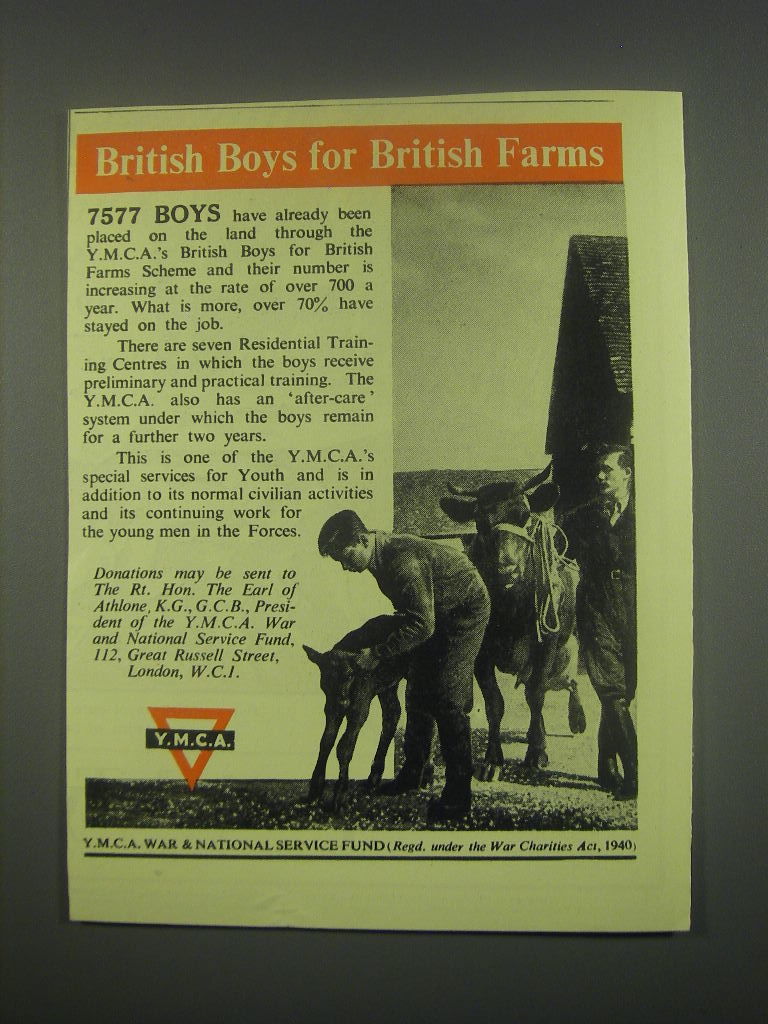 British Boys for British Farms
7577 BOYS have already been
placed on the land through the
Y.M.C.A.'s British Boys for British
Farms Scheme and their number is
increasing at the rate of over 700 a
year. What is more, over 70% have
stayed on the job.
There are seven Residential Train-
ing Centres in which the boys receive
preliminary and practical training. The
Y.M.C.A. also has an 'after-care'
system under which the boys remain
for a further two years.
This is one of the Y.M.C.A.'s
special services for Youth and is in
addition to its normal civilian activities
and its continuing work for
the young men in the Forces.
Donations may be sent to
The Rt. Hon. The Earl of
Athlone, K.G., G.C.B., Presi-
dent of the Y.M.C.A. War
and National Service Fund,
112, Great Russell Street,
London, W.C.1.
Y.M.C.A.
Y.M.C.A. WAR & NATIONAL SERVICE FUND (Regd. under the War Charities Act, 1940)